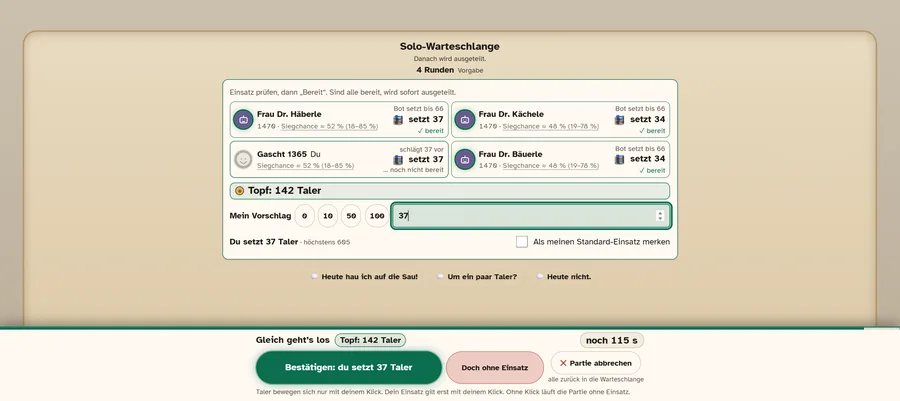 Solo-Warteschlange
Danach wird ausgeteilt.
4 Runden Vorgabe
Einsatz prüfen, dann „Bereit“. Sind alle bereit, wird sofort ausgeteilt.
Frau Dr. Häberle
1470 · Siegchance ≈ 52 % (18–85 %)
Bot setzt bis 66
setzt 37
✓ bereit
Frau Dr. Kächele
1470 · Siegchance ≈ 48 % (19–78 %)
Bot setzt bis 66
setzt 34
✓ bereit
Gascht 1365 Du
Siegchance ≈ 52 % (18–85 %)
schlägt 37 vor
setzt 37
… noch nicht bereit
Frau Dr. Bäuerle
1470 · Siegchance ≈ 48 % (19–78 %)
Bot setzt bis 66
setzt 34
✓ bereit
Topf: 142 Taler
Mein Vorschlag 0 10 50 100 37
Du setzt 37 Taler · höchstens 605
Als meinen Standard-Einsatz merken
Heute hau ich auf die Sau! Um ein paar Taler? Heute nicht.
Gleich geht's los Topf: 142 Taler noch 115 s
Bestätigen: du setzt 37 Taler
Doch ohne Einsatz
✕ Partie abbrechen
alle zurück in die Warteschlange
Taler bewegen sich nur mit deinem Klick. Dein Einsatz gilt erst mit deinem Klick. Ohne Klick läuft die Partie ohne Einsatz.